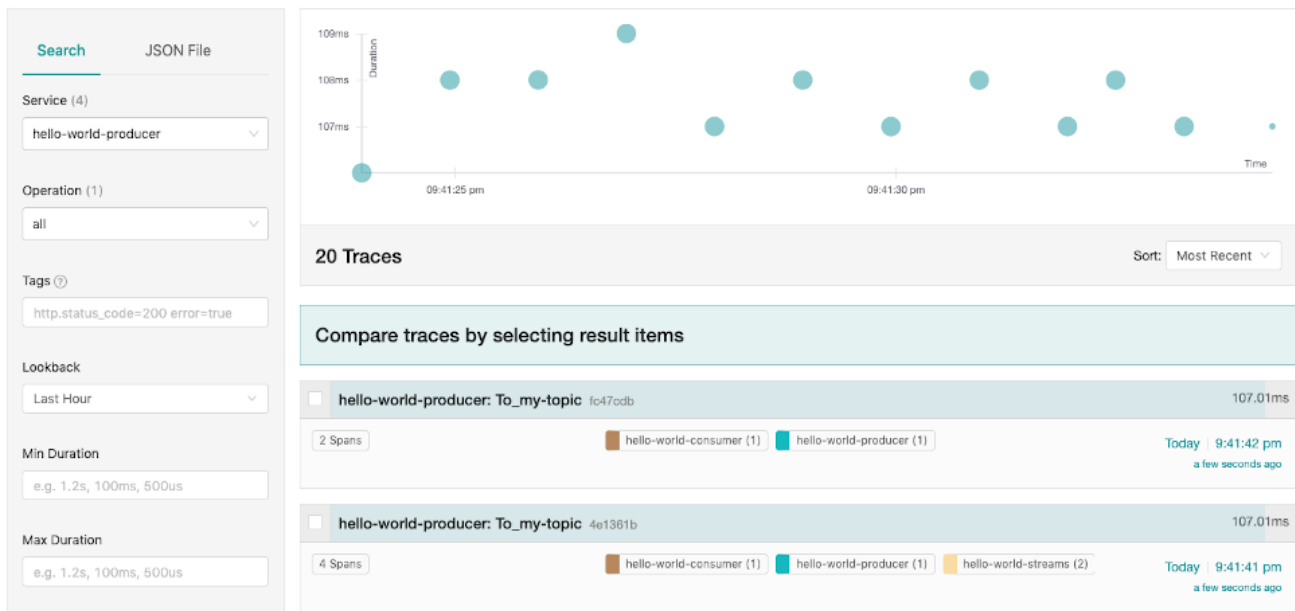 Search
JSON File
Service (4)
hello-world-producer
Operation (1)
all
Tags ?
http.status_code=200 error=true
Lookback
Last Hour
Min Duration
e.g. 1.2s, 100ms, 500us
Max Duration
e.g. 1.2s, 100ms, 500us
109ms
Duration
108ms
107ms
Time
09:41:25 pm
09:41:30 pm
20 Traces
Sort: Most Recent
Compare traces by selecting result items
hello-world-producer: To_my-topic fc47cdb
107.01ms
2 Spans
hello-world-consumer (1)
hello-world-producer (1)
Today 9:41:42 pm
a few seconds ago
hello-world-producer: To_my-topic 4e1361b
107.01ms
4 Spans
hello-world-consumer (1)
hello-world-producer (1)
hello-world-streams (2)
Today 9:41:41 pm
a few seconds ago